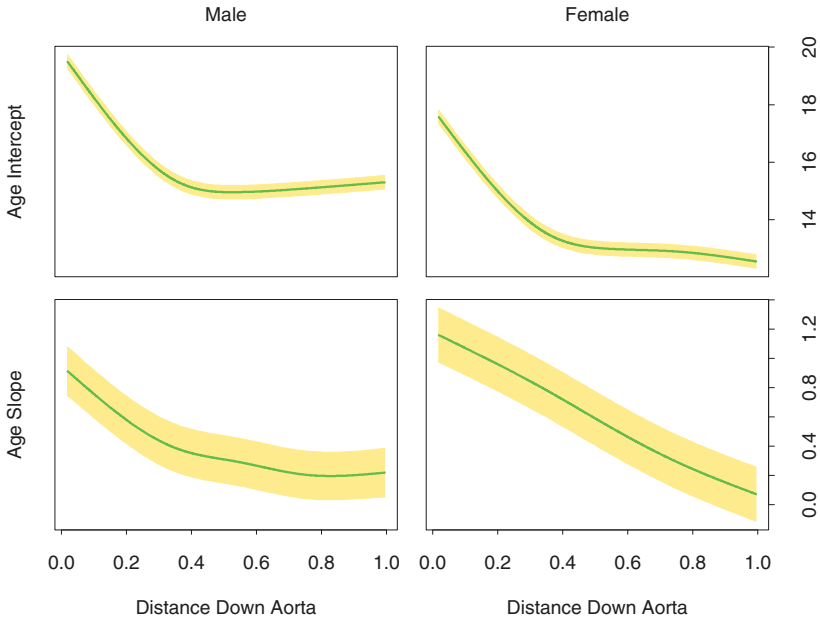 Male Female
Age Intercept
20
18
16
14
Age Slope
1.2
0.8
0.4
0.0
0.0 0.2 0.4 0.6 0.8 1.0 0.0 0.2 0.4 0.6 0.8 1.0
Distance Down Aorta Distance Down Aorta